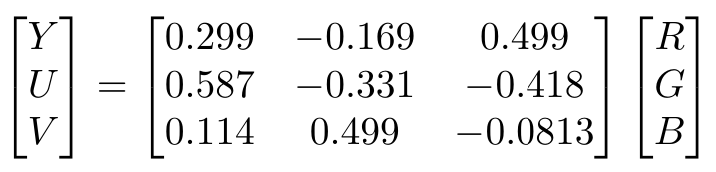 [Y] = [0.299 −0.169 0.499] [R]
[U] = [0.587 −0.331 −0.418] [G]
[V] = [0.114 0.499 −0.0813] [B]